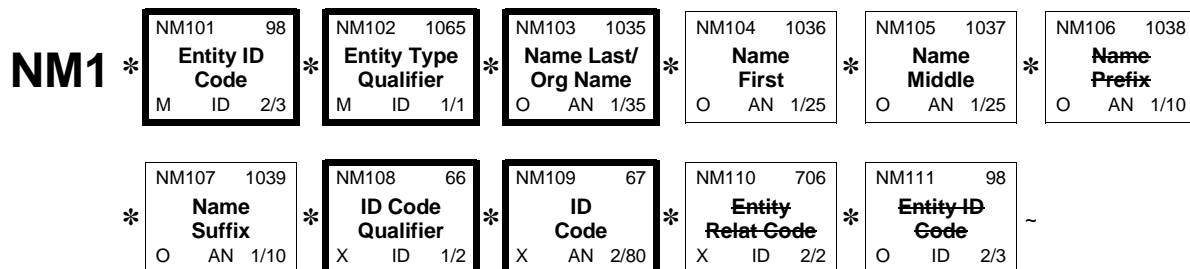 NM101 98 NM102 1065 NM103 1035 NM104 1036 NM105 1037 NM106 1038
NM1 * Entity ID Code * Entity Type Qualifier * Name Last/ Org Name * Name First * Name Middle * Name Prefix
M ID 2/3 M ID 1/1 O AN 1/35 O AN 1/25 O AN 1/25 O AN 1/10
NM107 1039 NM108 66 NM109 67 NM110 706 NM111 98
* Name Suffix * ID Code Qualifier * ID Code * Entity Relat Code * Entity ID Code ~
O AN 1/10 X ID 1/2 X AN 2/80 X ID 2/2 O ID 2/3